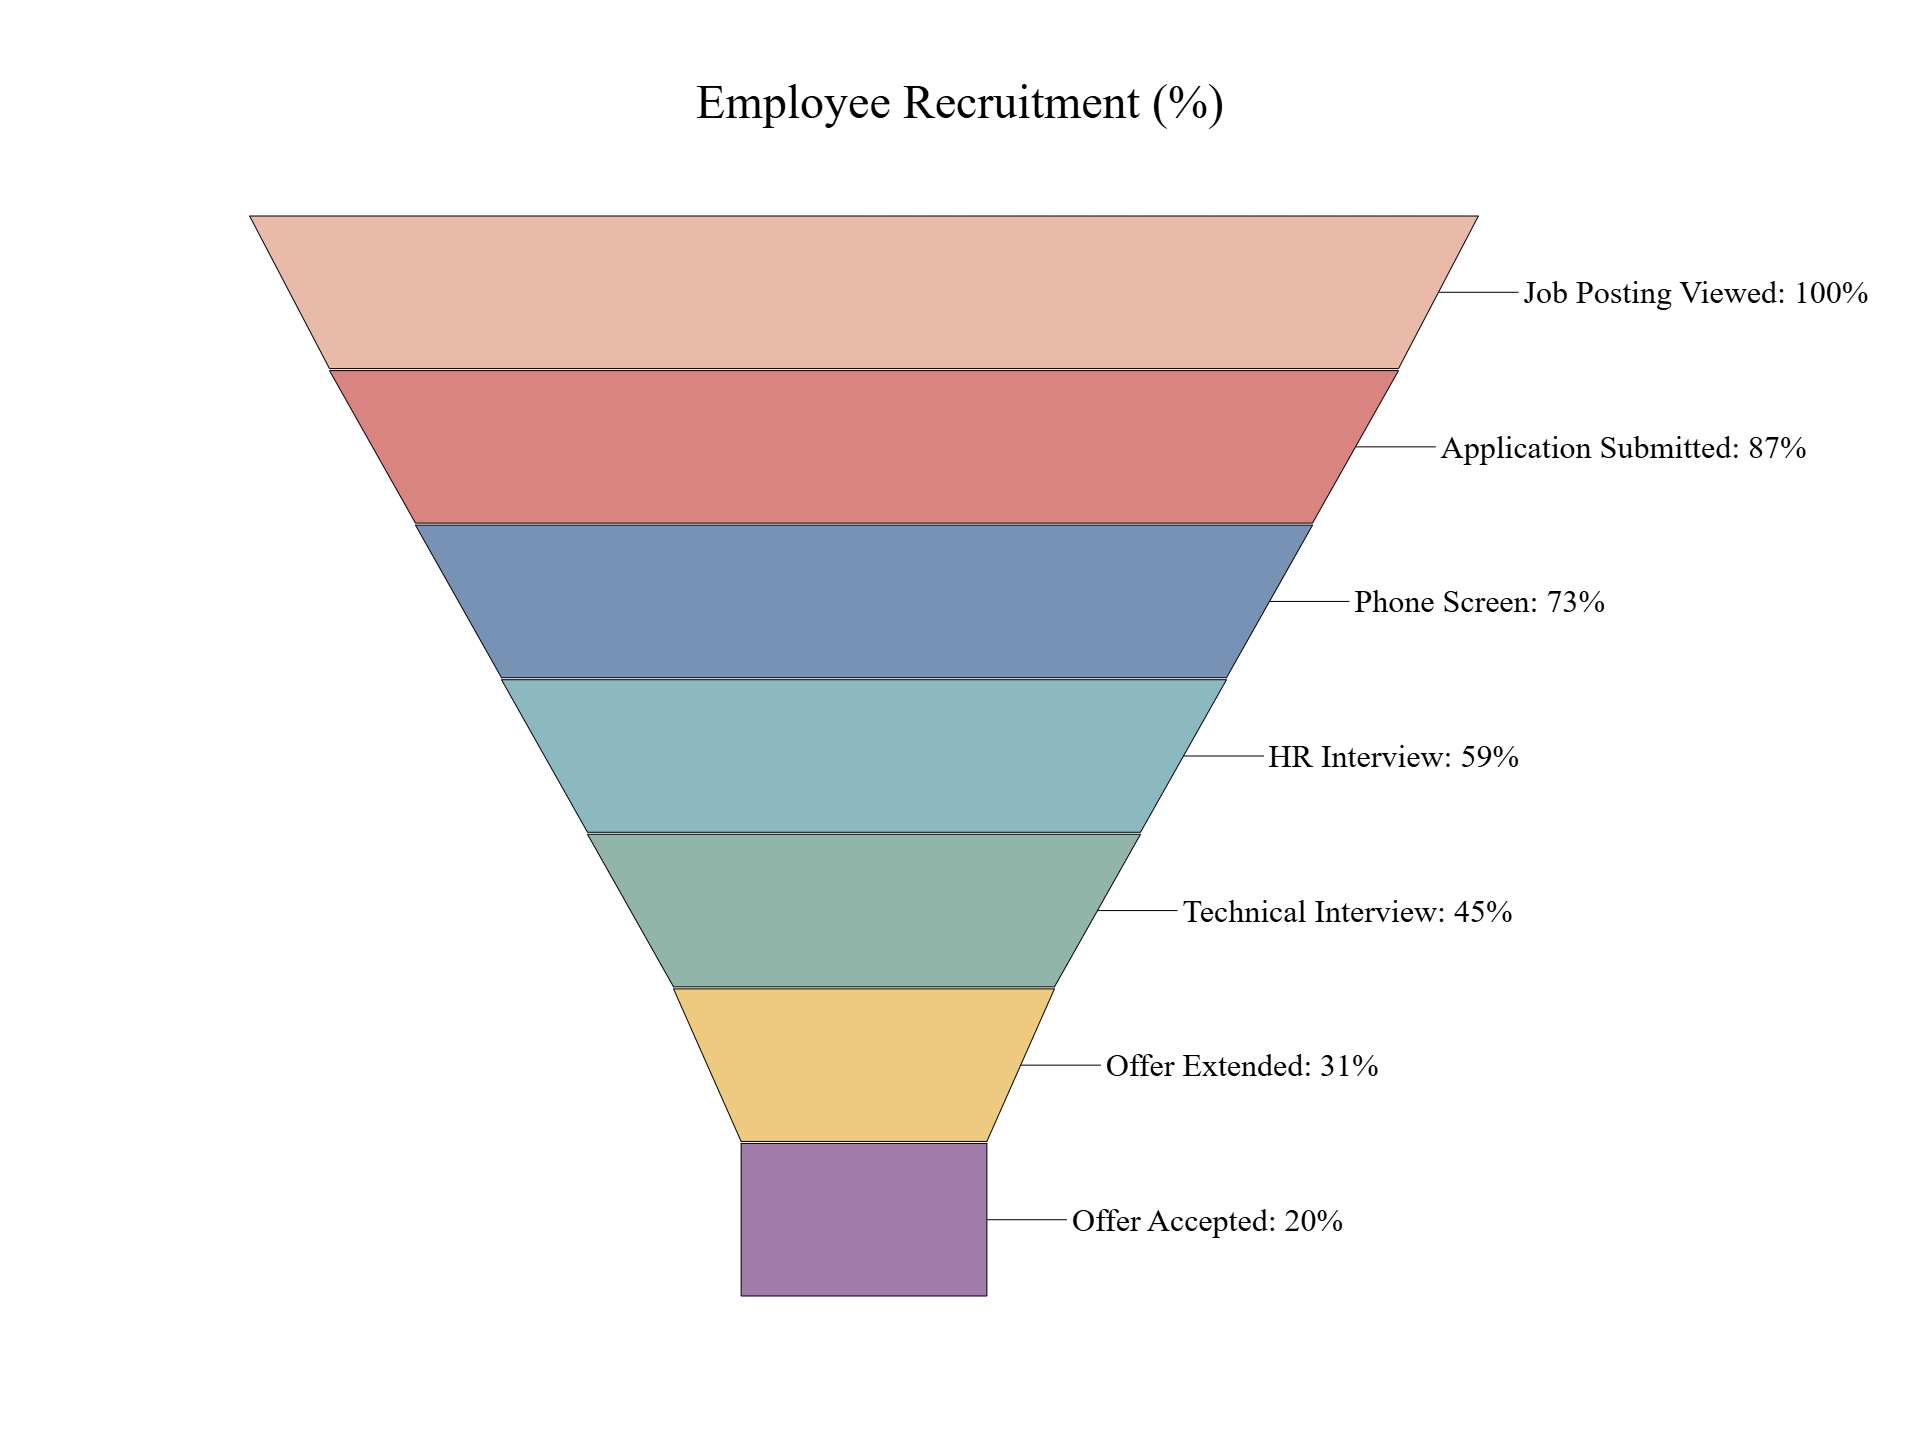 Employee Recruitment (%)
Job Posting Viewed: 100%
Application Submitted: 87%
Phone Screen: 73%
HR Interview: 59%
Technical Interview: 45%
Offer Extended: 31%
Offer Accepted: 20%